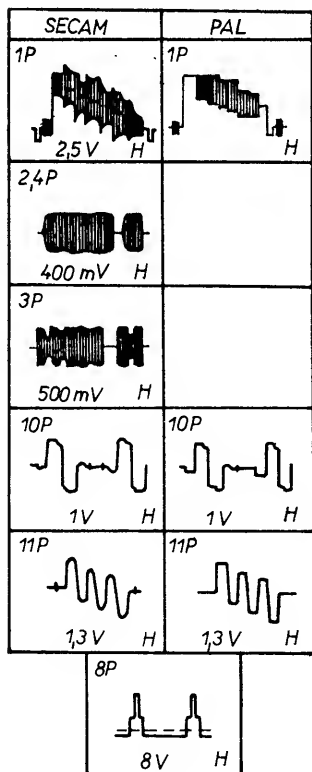 SECAM PAL
1P 1P
2,5 V H H
2,4P
400 mV H
3P
500 mV H
10P 10P
1V H 1V H
11P 11P
1,3 V H 1,3 V H
8P
8V H